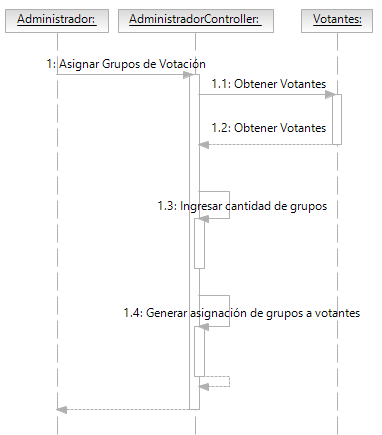 Administrador:
AdministradorController:
Votantes:
1: Asignar Grupos de Votación
1.1: Obtener Votantes
1.2: Obtener Votantes
1.3: Ingresar cantidad de grupos
1.4: Generar asignación de grupos a votantes